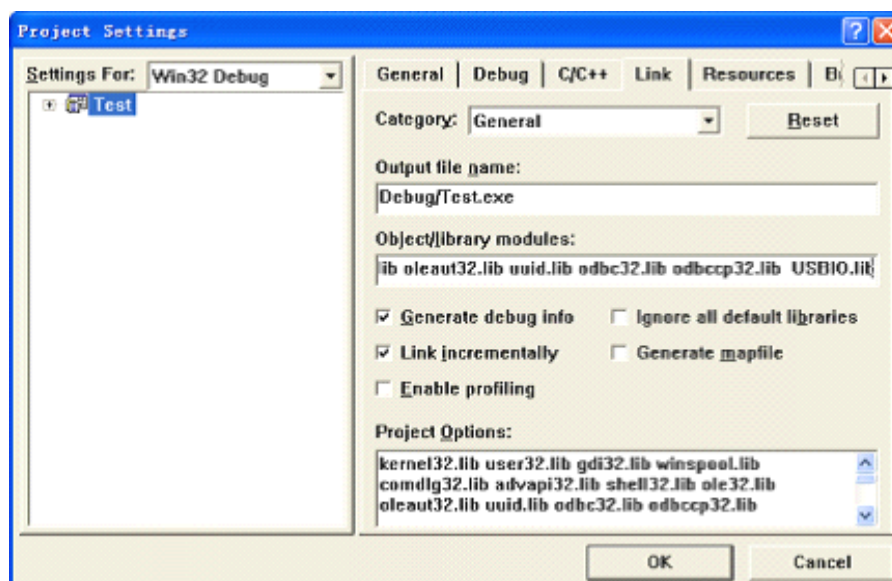 Project Settings
Settings For: Win32 Debug
Test
General Debug C/C++ Link Resources
Category: General Reset
Output file name:
Debug/Test.exe
Object/library modules:
lib oleaut32.lib uuid.lib odbc32.lib odbccp32.lib USBIO.lib
Generate debug info Ignore all default libraries
Link incrementally Generate mapfile
Enable profiling
Project Options:
kernel32.lib user32.lib gdi32.lib winspool.lib
comdlg32.lib advapi32.lib shell32.lib ole32.lib
oleaut32.lib uuid.lib odbc32.lib odbccp32.lib
OK Cancel